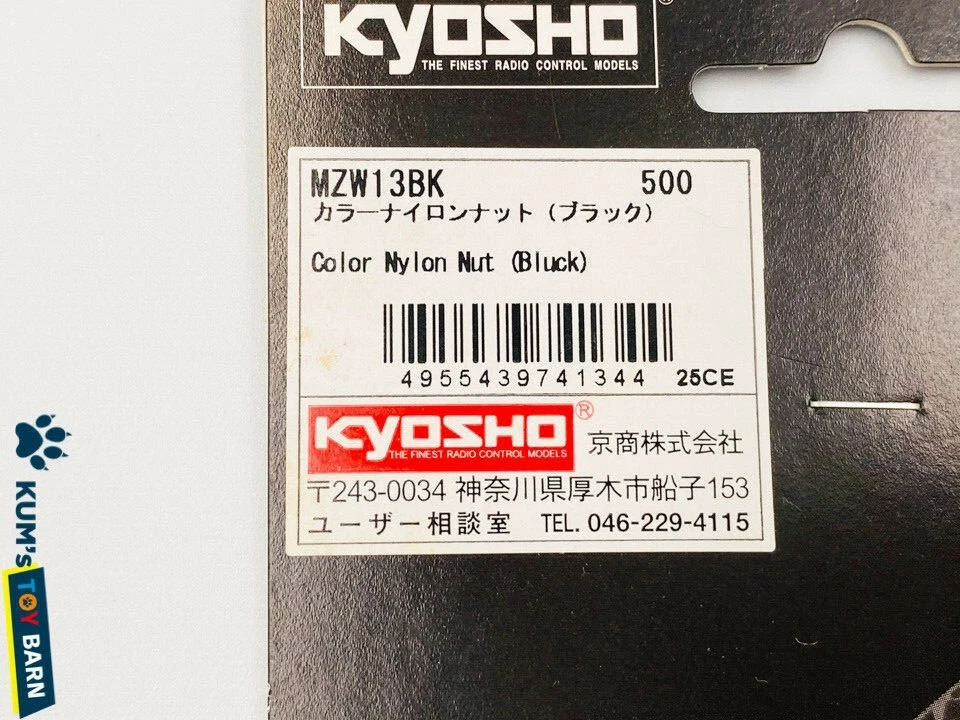 KYOSHO
THE FINEST RADIO CONTROL MODELS
MZW13BK 500
カラーナイロンナット（ブラック）
Color Nylon Nut (Bluck)
4955439741344 25CE
KYOSHO®
THE FINEST RADIO CONTROL MODELS
京商株式会社
〒243-0034 神奈川県厚木市船子153
ユーザー相談室 TEL. 046-229-4115
KUM's TOY BARN